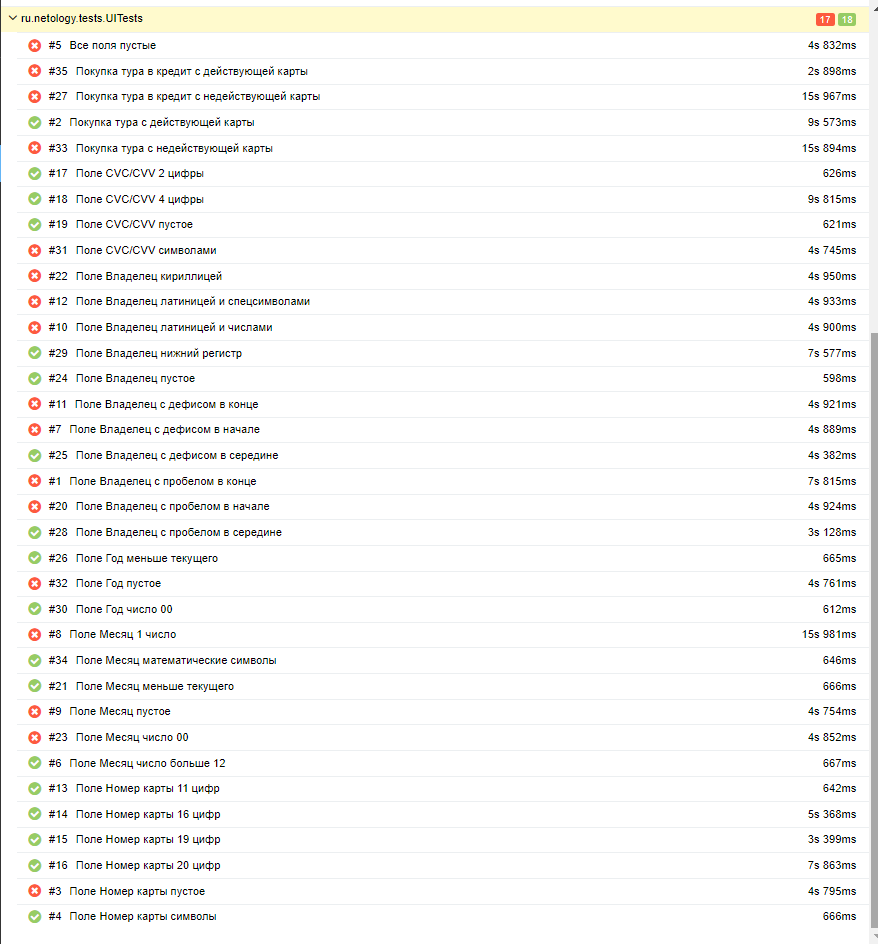 ru.netology.tests.UITests 17 18
#5 Все поля пустые 4s 832ms
#35 Покупка тура в кредит с действующей карты 2s 898ms
#27 Покупка тура в кредит с недействующей карты 15s 967ms
#2 Покупка тура с действующей карты 9s 573ms
#33 Покупка тура с недействующей карты 15s 894ms
#17 Поле CVC/CVV 2 цифры 626ms
#18 Поле CVC/CVV 4 цифры 9s 815ms
#19 Поле CVC/CVV пустое 621ms
#31 Поле CVC/CVV символами 4s 745ms
#22 Поле Владелец кириллицей 4s 950ms
#12 Поле Владелец латиницей и спецсимволами 4s 933ms
#10 Поле Владелец латиницей и числами 4s 900ms
#29 Поле Владелец нижний регистр 7s 577ms
#24 Поле Владелец пустое 598ms
#11 Поле Владелец с дефисом в конце 4s 921ms
#7 Поле Владелец с дефисом в начале 4s 889ms
#25 Поле Владелец с дефисом в середине 4s 382ms
#1 Поле Владелец с пробелом в конце 7s 815ms
#20 Поле Владелец с пробелом в начале 4s 924ms
#28 Поле Владелец с пробелом в середине 3s 128ms
#26 Поле Год меньше текущего 665ms
#32 Поле Год пустое 4s 761ms
#30 Поле Год число 00 612ms
#8 Поле Месяц 1 число 15s 981ms
#34 Поле Месяц математические символы 646ms
#21 Поле Месяц меньше текущего 666ms
#9 Поле Месяц пустое 4s 754ms
#23 Поле Месяц число 00 4s 852ms
#6 Поле Месяц число больше 12 667ms
#13 Поле Номер карты 11 цифр 642ms
#14 Поле Номер карты 16 цифр 5s 368ms
#15 Поле Номер карты 19 цифр 3s 399ms
#16 Поле Номер карты 20 цифр 7s 863ms
#3 Поле Номер карты пустое 4s 795ms
#4 Поле Номер карты символы 666ms